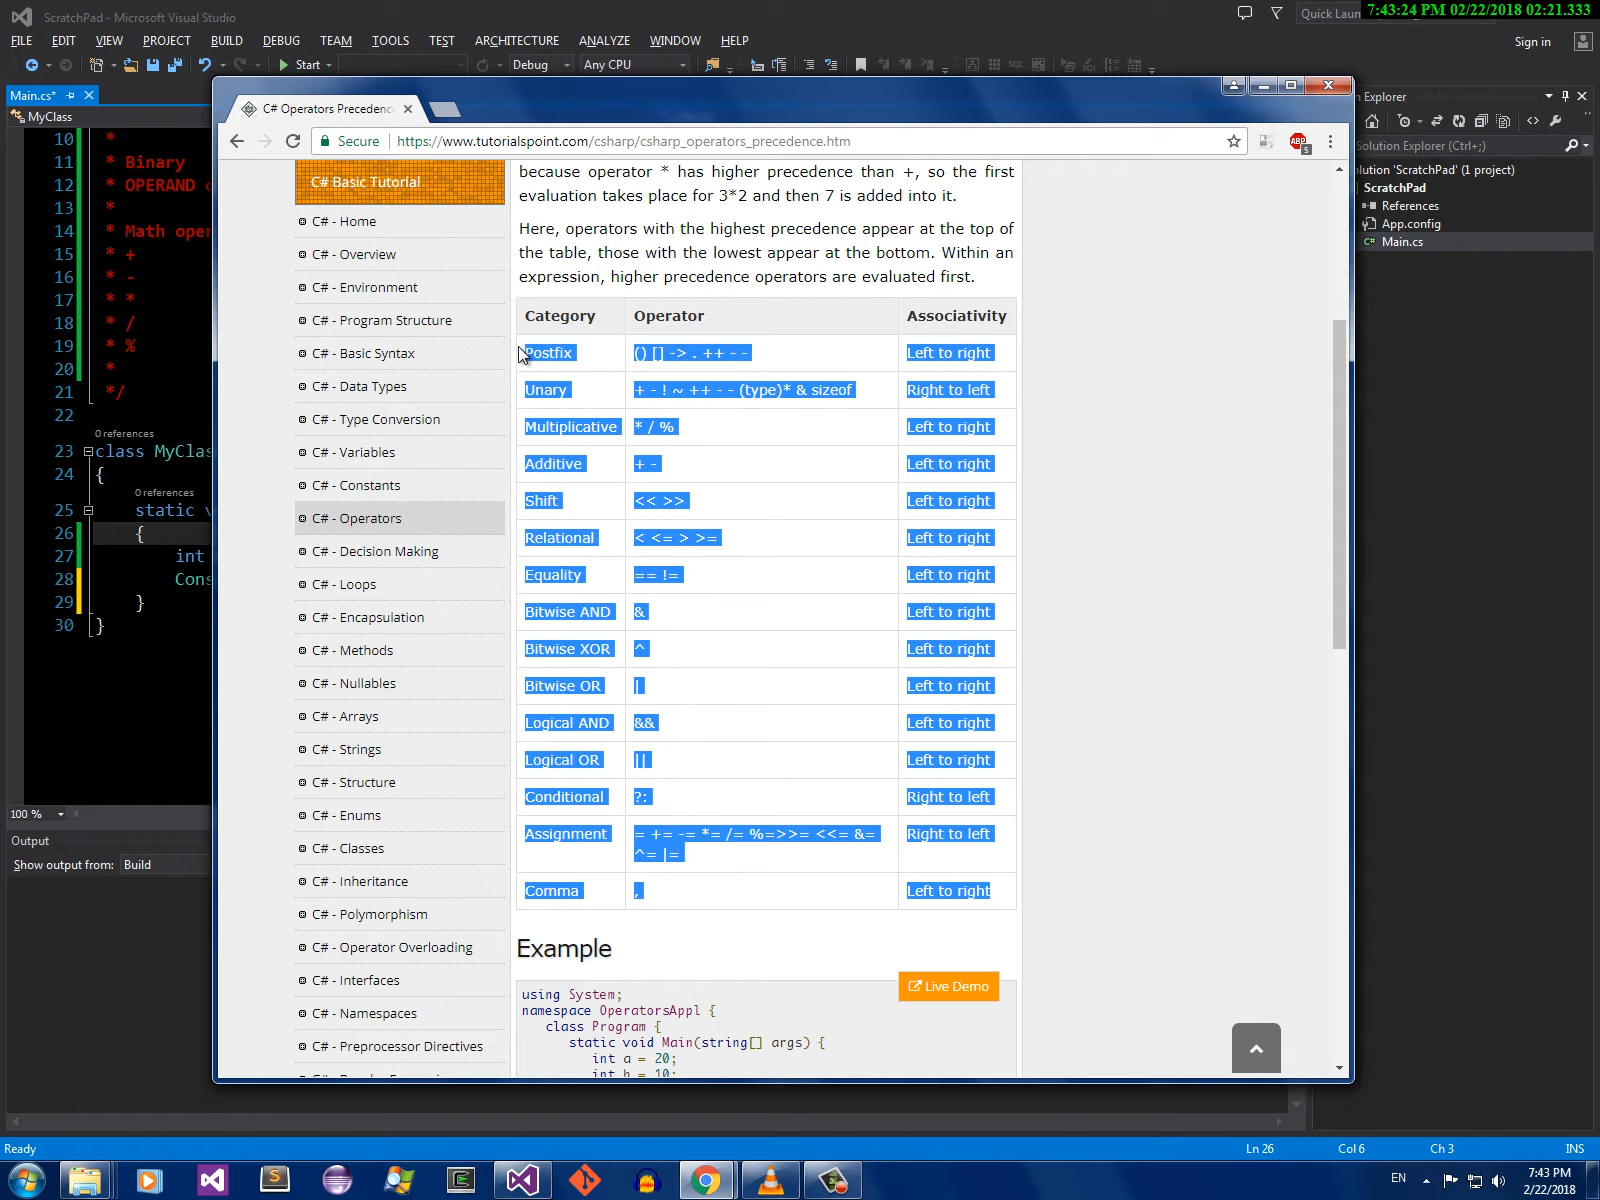 ScratchPad - Microsoft Visual Studio
Quick Laun
7:43:24 PM 02/22/2018 02:21.333
FILE EDIT VIEW PROJECT BUILD DEBUG TEAM TOOLS TEST ARCHITECTURE ANALYZE WINDOW HELP
Sign in
Start Debug Any CPU
Main.cs*
MyClass
10 *
11 * Binary
12 * OPERAND
13 *
14 * Math oper
15 * +
16 * -
17 * *
18 * /
19 * %
20 *
21 */
22
0 references
23 class MyClas
24 {
0 references
25 static
26 {
27 int
28 Cons
29 }
30 }
100 %
Output
Show output from: Build
C# Operators Precedenc
Secure https://www.tutorialspoint.com/csharp/csharp_operators_precedence.htm
C# Basic Tutorial
C# - Home
C# - Overview
C# - Environment
C# - Program Structure
C# - Basic Syntax
C# - Data Types
C# - Type Conversion
C# - Variables
C# - Constants
C# - Operators
C# - Decision Making
C# - Loops
C# - Encapsulation
C# - Methods
C# - Nullables
C# - Arrays
C# - Strings
C# - Structure
C# - Enums
C# - Classes
C# - Inheritance
C# - Polymorphism
C# - Operator Overloading
C# - Interfaces
C# - Namespaces
C# - Preprocessor Directives
because operator * has higher precedence than +, so the first
evaluation takes place for 3*2 and then 7 is added into it.
Here, operators with the highest precedence appear at the top of
the table, those with the lowest appear at the bottom. Within an
expression, higher precedence operators are evaluated first.
Category Operator Associativity
Postfix () [] -> . ++ - - Left to right
Unary + - ! ~ ++ - - (type)* & sizeof Right to left
Multiplicative * / % Left to right
Additive + - Left to right
Shift << >> Left to right
Relational < <= > >= Left to right
Equality == != Left to right
Bitwise AND & Left to right
Bitwise XOR ^ Left to right
Bitwise OR | Left to right
Logical AND && Left to right
Logical OR || Left to right
Conditional ?: Right to left
Assignment = += -= *= /= %=>>= <<= &= Right to left
^= |=
Comma , Left to right
Example
Live Demo
using System;
namespace OperatorsAppl {
class Program {
static void Main(string[] args) {
int a = 20;
int b = 10;
Explorer
Solution Explorer (Ctrl+;)
olution 'ScratchPad' (1 project)
ScratchPad
References
App.config
C# Main.cs
Ready Ln 26 Col 6 Ch 3 INS
EN
7:43 PM
2/22/2018